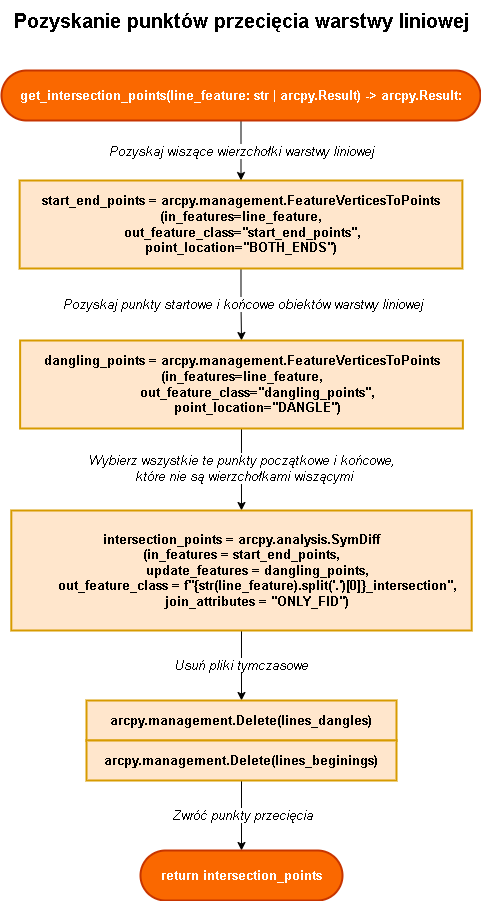 Pozyskanie punktów przecięcia warstwy liniowej
get_intersection_points(line_feature: str | arcpy.Result) -> arcpy.Result:
Pozyskaj wiszące wierzchołki warstwy liniowej
start_end_points = arcpy.management.FeatureVerticesToPoints
(in_features=line_feature,
out_feature_class="start_end_points",
point_location="BOTH_ENDS")
Pozyskaj punkty startowe i końcowe obiektów warstwy liniowej
dangling_points = arcpy.management.FeatureVerticesToPoints
(in_features=line_feature,
out_feature_class="dangling_points",
point_location="DANGLE")
Wybierz wszystkie te punkty początkowe i końcowe,
które nie są wierzchołkami wiszącymi
intersection_points = arcpy.analysis.SymDiff
(in_features = start_end_points,
update_features = dangling_points,
out_feature_class = f"{str(line_feature).split('.')[0]}_intersection",
join_attributes = "ONLY_FID")
Usuń pliki tymczasowe
arcpy.management.Delete(lines_dangles)
arcpy.management.Delete(lines_beginings)
Zwróć punkty przecięcia
return intersection_points